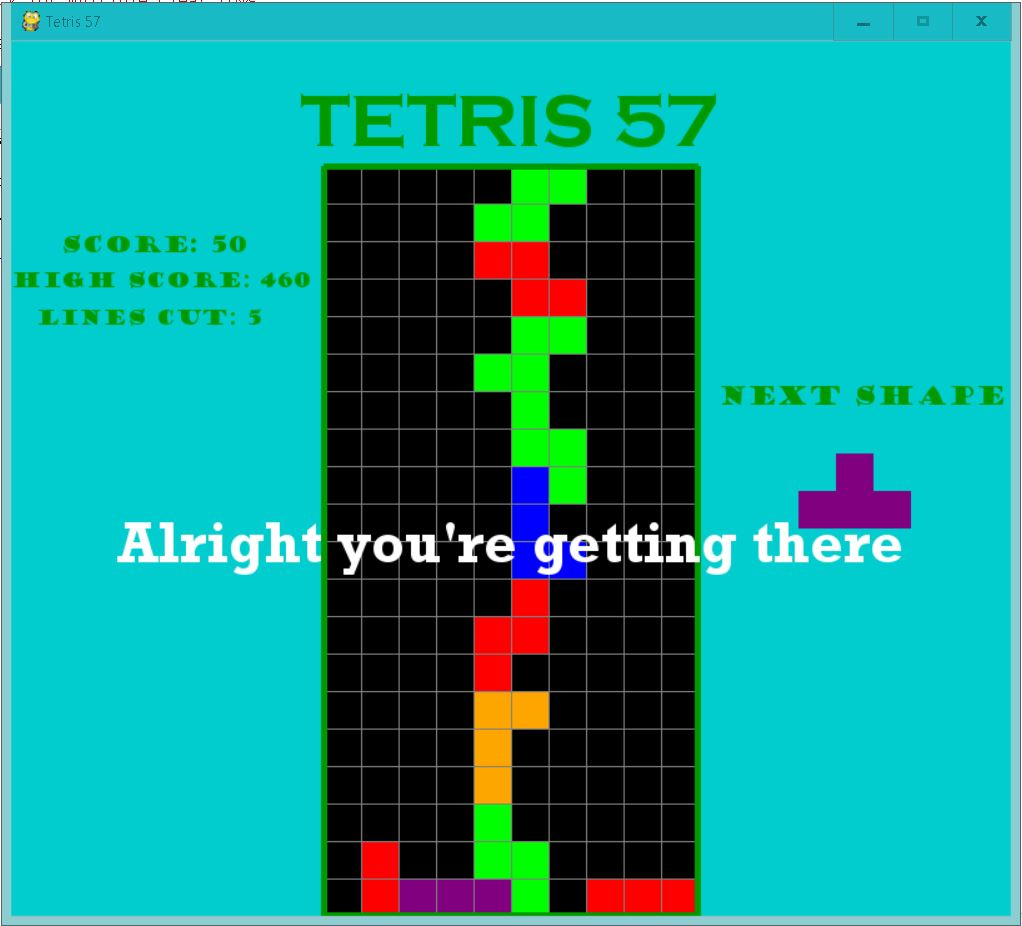 Tetris 57
TETRIS 57
SCORE: 50
HIGH SCORE: 460
LINES CUT: 5
NEXT SHAPE
Alright you're getting there